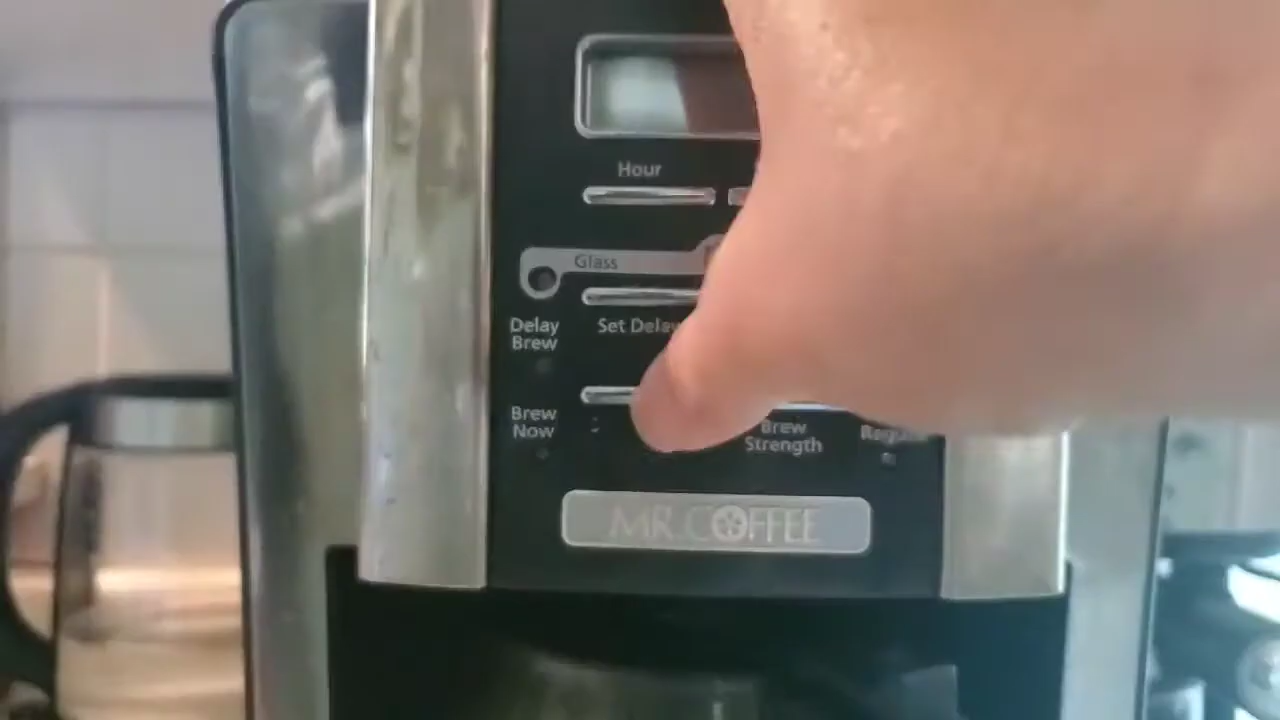 Hour
Glass
Delay
Brew
Set Delay
Brew
Now
Brew
Strength
MR.COFFEE